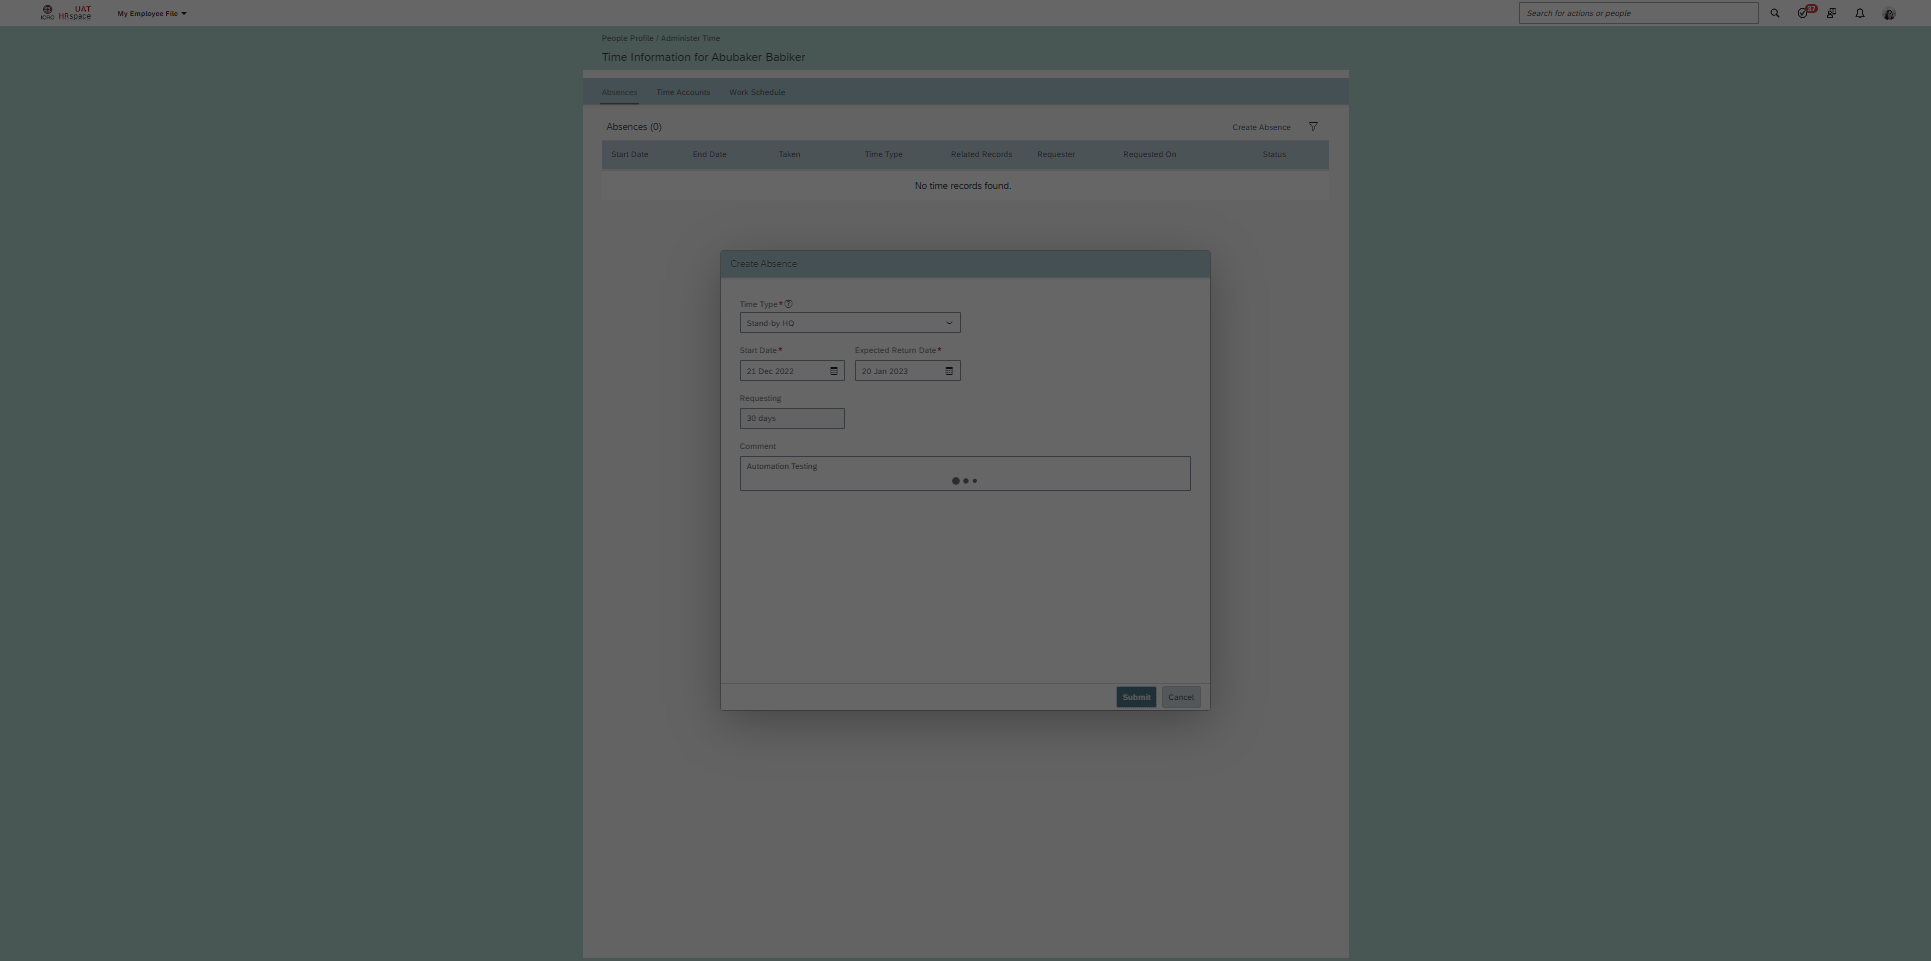 ICRC UAT
HRspace
My Employee File
Search for actions or people
37
People Profile / Administer Time
Time Information for Abubaker Babiker
Absences Time Accounts Work Schedule
Absences (0) Create Absence
Start Date End Date Taken Time Type Related Records Requester Requested On Status
No time records found.
Create Absence
Time Type*
Stand-by HQ
Start Date* Expected Return Date*
21 Dec 2022 20 Jan 2023
Requesting
30 days
Comment
Automation Testing
Submit Cancel